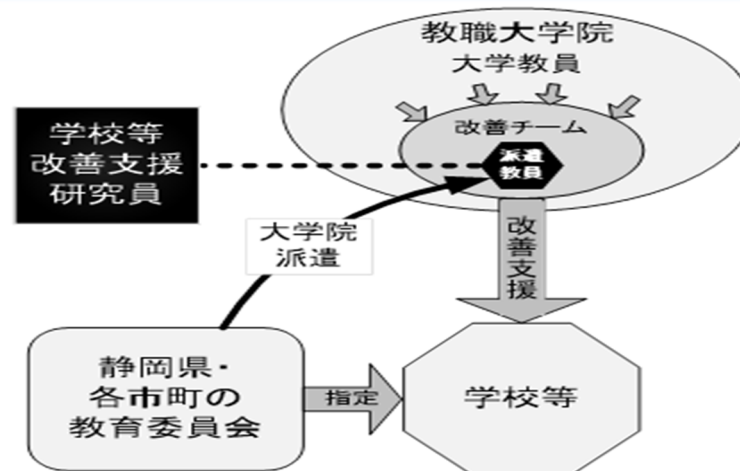 教職大学院
大学教員
改善チーム
派遣
教員
学校等
改善支援
研究員
大学院
派遣
改善支援
静岡県・
各市町の
教育委員会
指定
学校等